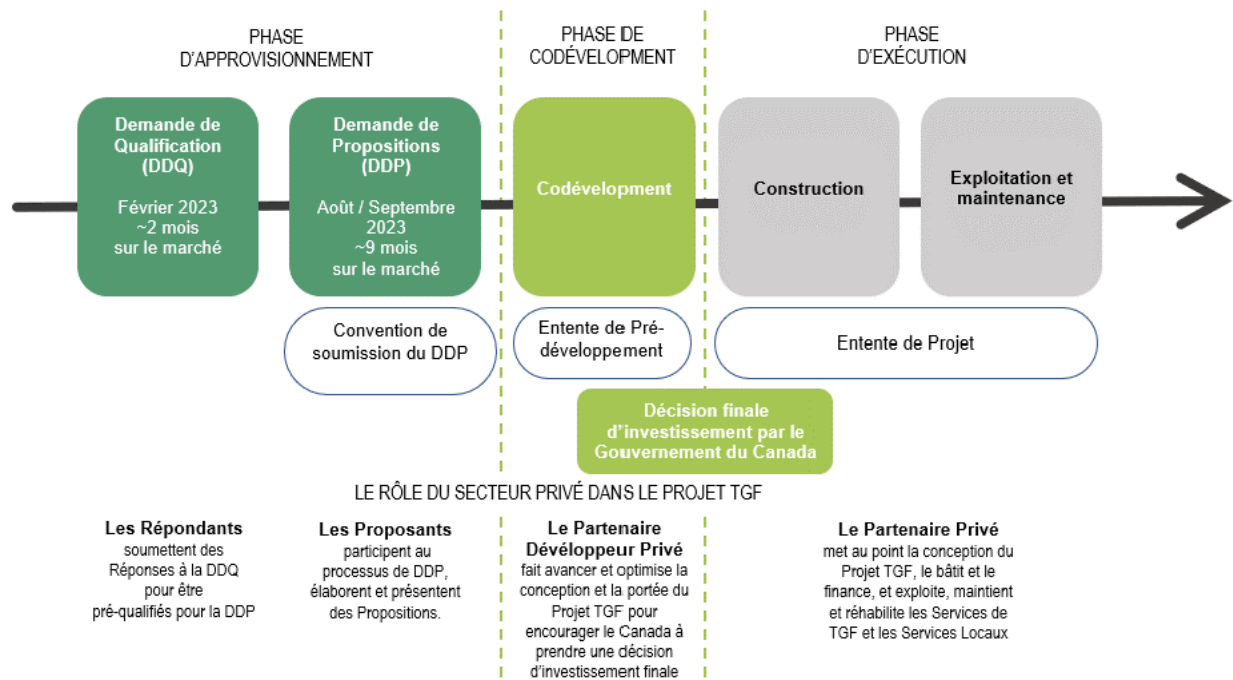 PHASE
D'APPROVISIONNEMENT
PHASE DE
CODÉVELOPMENT
PHASE
D'EXÉCUTION
Demande de
Qualification
(DDQ)
Février 2023
~2 mois
sur le marché
Demande de
Propositions
(DDP)
Août / Septembre
2023
~9 mois
sur le marché
Codévelopment
Construction
Exploitation et
maintenance
Convention de
soumission du DDP
Entente de Pré-
développement
Entente de Projet
Décision finale
d'investissement par le
Gouvernement du Canada
LE RÔLE DU SECTEUR PRIVÉ DANS LE PROJET TGF
Les Répondants
soumettent des
Réponses à la DDQ
pour être
pré-qualifiés pour la DDP
Les Proposants
participent au
processus de DDP,
élaborent et présentent
des Propositions.
Le Partenaire
Dévéloppeur Privé
fait avancer et optimise la
conception et la portée du
Projet TGF pour
encourager le Canada à
prendre une décision
d'investissement finale
Le Partenaire Privé
met au point la conception du
Projet TGF, le bâtit et le
finance, et exploite, maintient
et réhabilite les Services de
TGF et les Services Locaux